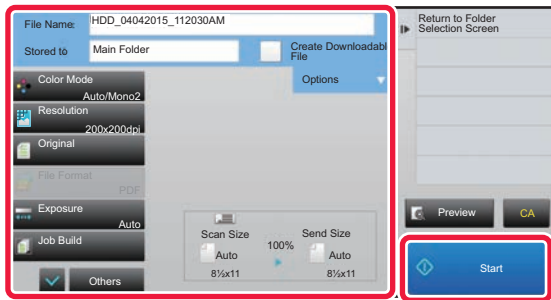 File Name:
HDD_04042015_112030AM
Stored to
Main Folder
Create Downloadabl
File
Options
Color Mode
Auto/Mono2
Resolution
200x200dpi
Original
File Format
PDF
Exposure
Auto
Job Build
Others
Scan Size
Auto
8½x11
100%
Send Size
Auto
8½x11
Return to Folder
Selection Screen
Preview
CA
Start